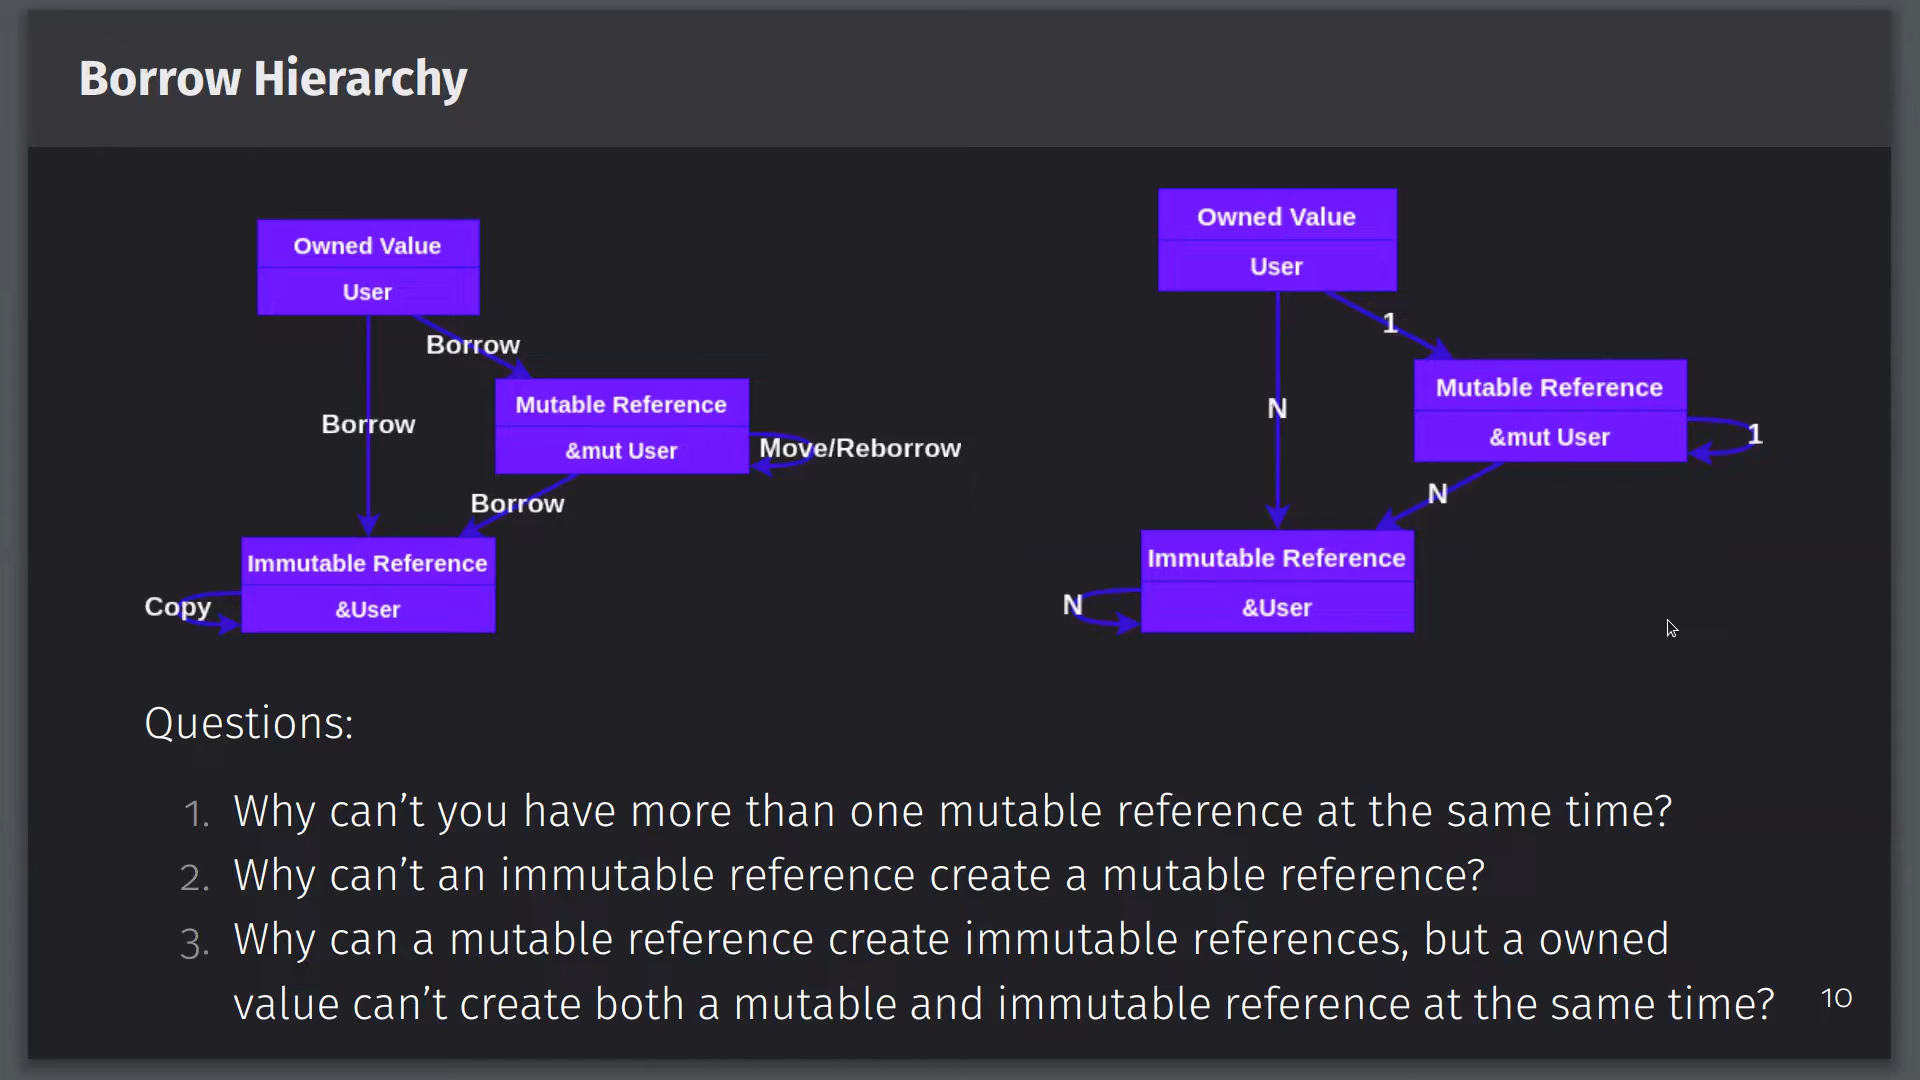 Borrow Hierarchy
Owned Value
User
Borrow
Borrow
Mutable Reference
&mut User
Move/Reborrow
Borrow
Immutable Reference
&User
Copy
Owned Value
User
1
N
Mutable Reference
&mut User
1
N
Immutable Reference
&User
N
Questions:
1. Why can’t you have more than one mutable reference at the same time?
2. Why can’t an immutable reference create a mutable reference?
3. Why can a mutable reference create immutable references, but a owned
value can’t create both a mutable and immutable reference at the same time?
10